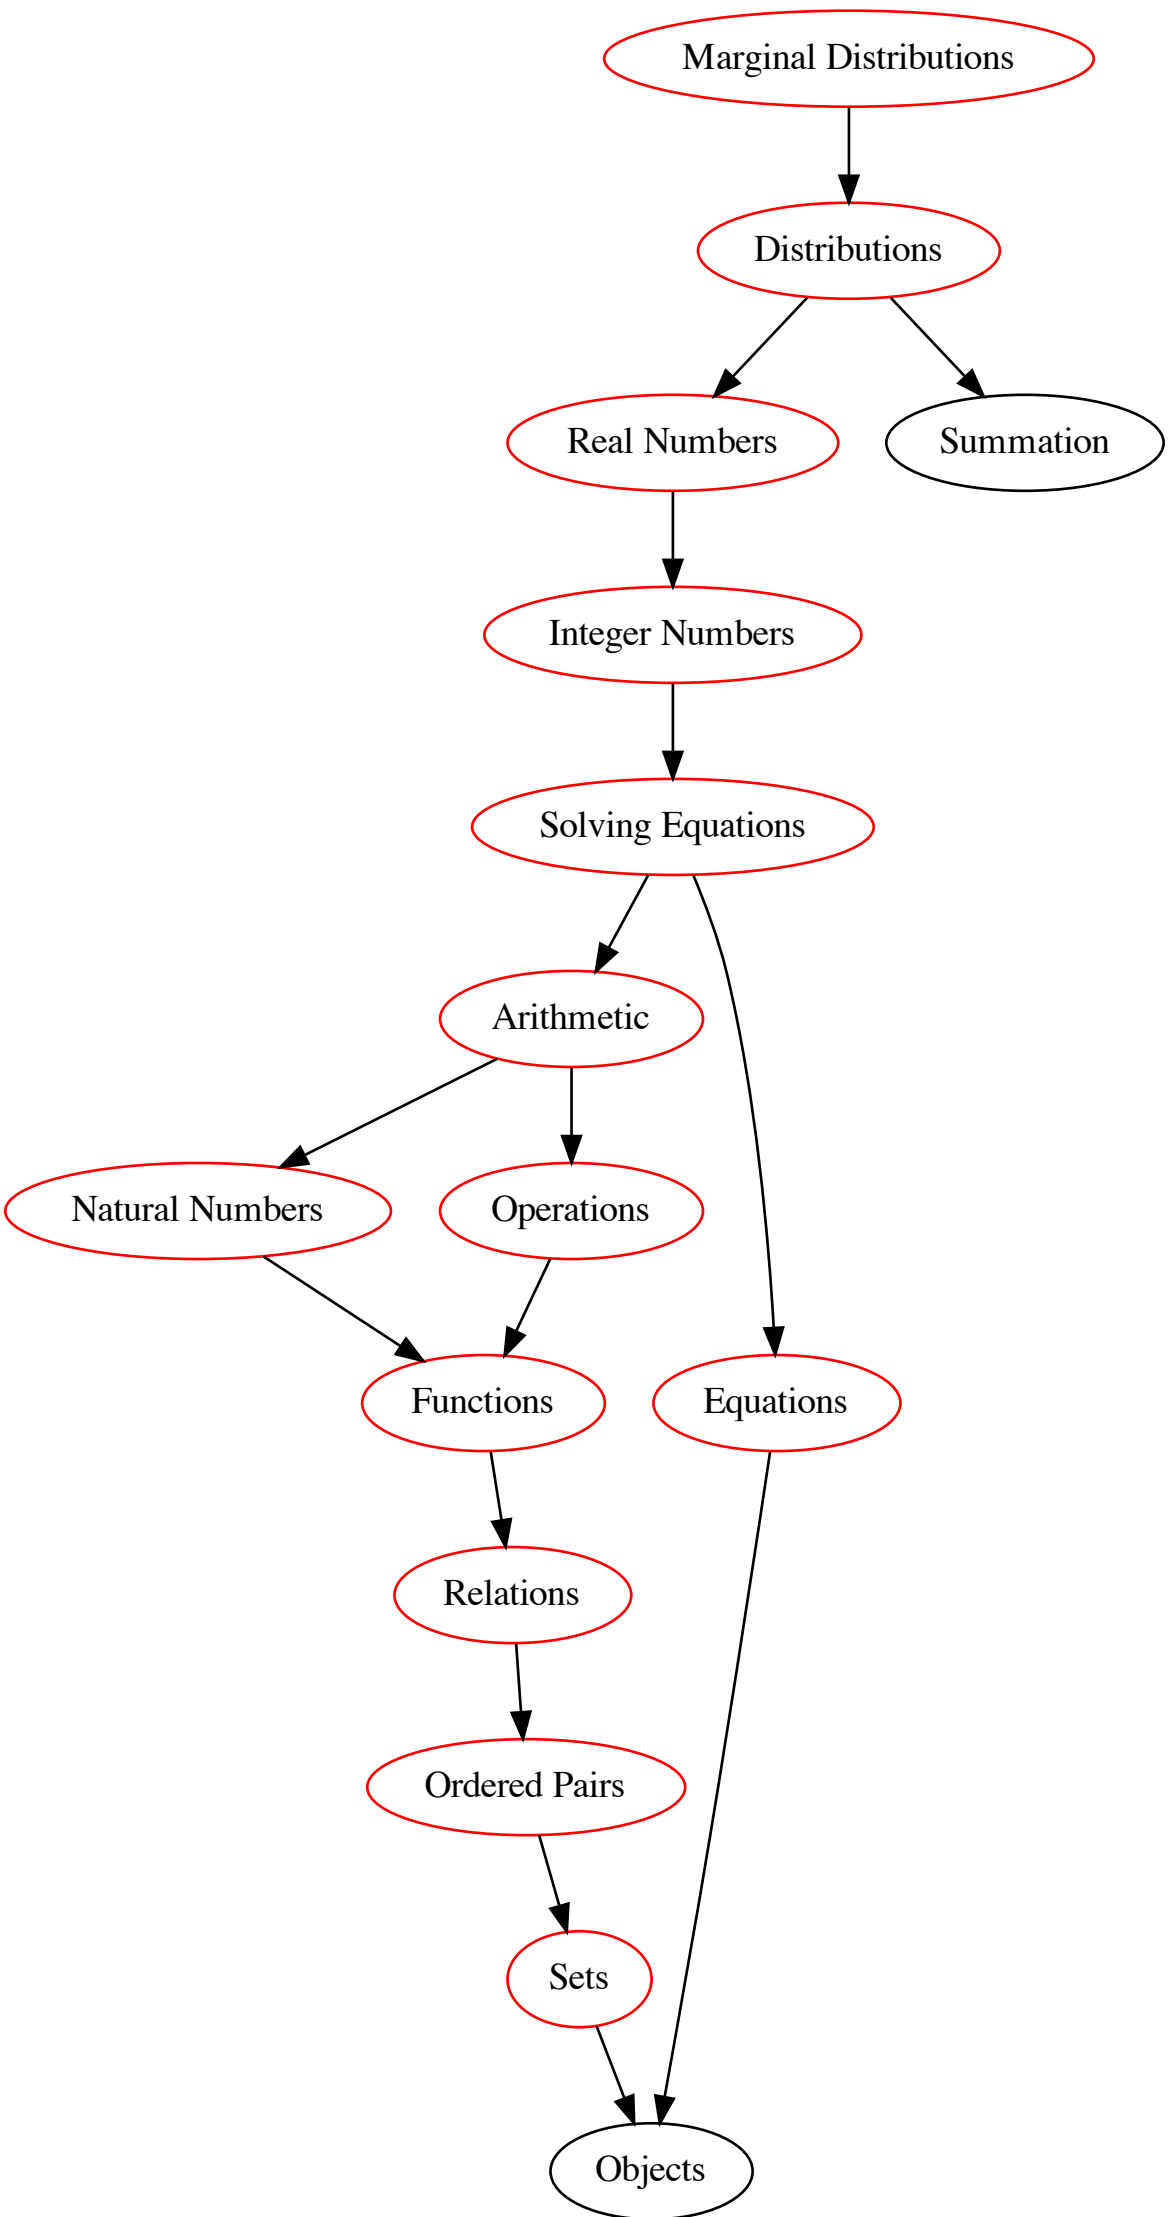 Marginal Distributions
Distributions
Real Numbers
Summation
Integer Numbers
Solving Equations
Arithmetic
Natural Numbers
Operations
Functions
Equations
Relations
Ordered Pairs
Sets
Objects